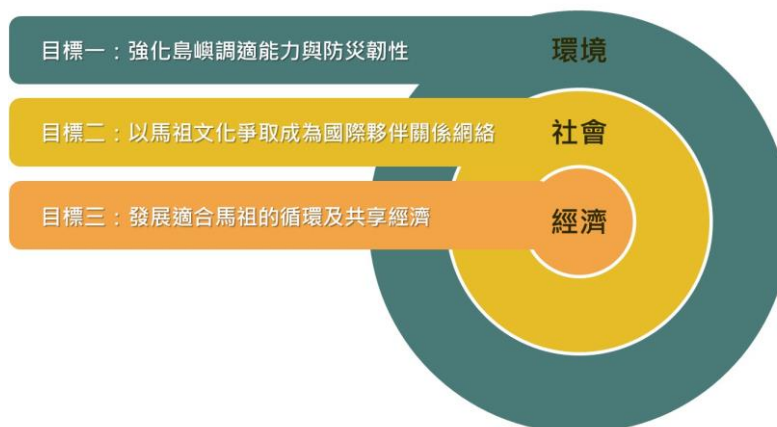 目標一：強化島嶼調適能力與防災韌性
環境
目標二：以馬祖文化爭取成為國際夥伴關係網絡
社會
目標三：發展適合馬祖的循環及共享經濟
經濟